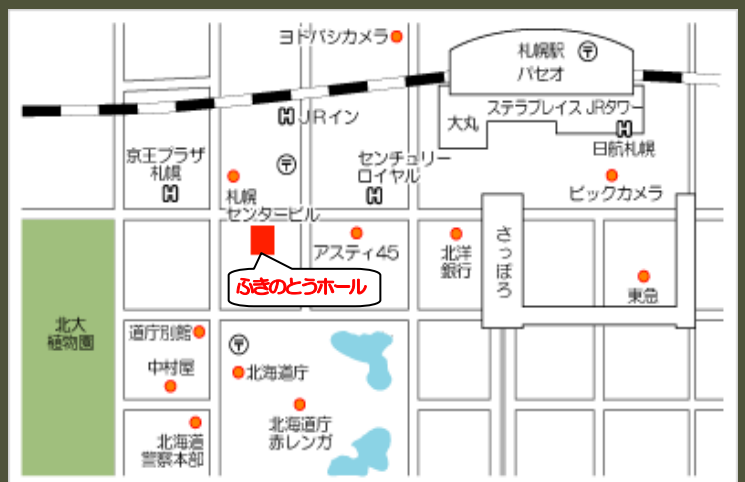 ヨドバシカメラ
札幌駅
パセオ
ステラプレイス JRタワー
大丸
JRイン
日航札幌
京王プラザ
札幌
センチュリー
ロイヤル
ビックカメラ
札幌
センタービル
アスティ45
北洋
銀行
さっぽろ
ふきのとうホール
東急
北大
植物園
道庁別館
中村屋
北海道庁
北海道庁
赤レンガ
北海道
警察本部